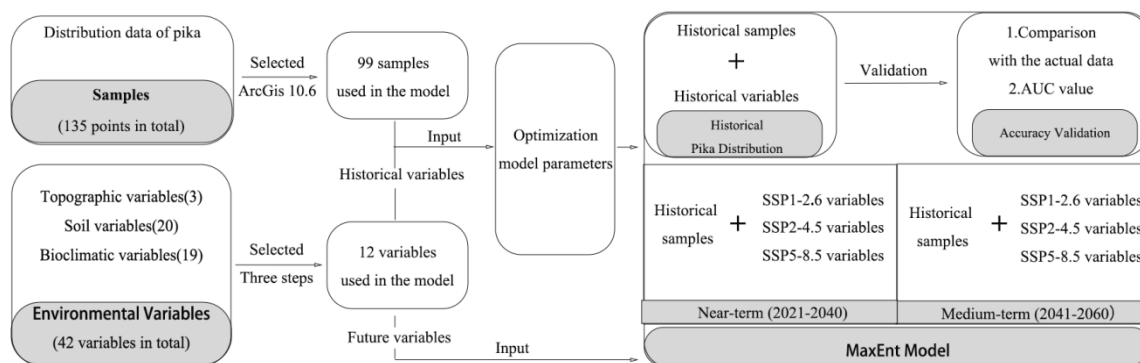 Distribution data of pika
Samples
(135 points in total)
Selected
ArcGis 10.6
99 samples
used in the model
Input
Historical variables
Topographic variables(3)
Soil variables(20)
Bioclimatic variables(19)
Environmental Variables
(42 variables in total)
Selected
Three steps
12 variables
used in the model
Future variables
Input
Optimization
model parameters
Historical samples
+
Historical variables
Historical
Pika Distribution
Validation
1.Comparison
with the actual data
2.AUC value
Accuracy Validation
Historical
samples
+
SSP1-2.6 variables
SSP2-4.5 variables
SSP5-8.5 variables
Near-term (2021-2040)
Historical
samples
+
SSP1-2.6 variables
SSP2-4.5 variables
SSP5-8.5 variables
Medium-term (2041-2060)
MaxEnt Model